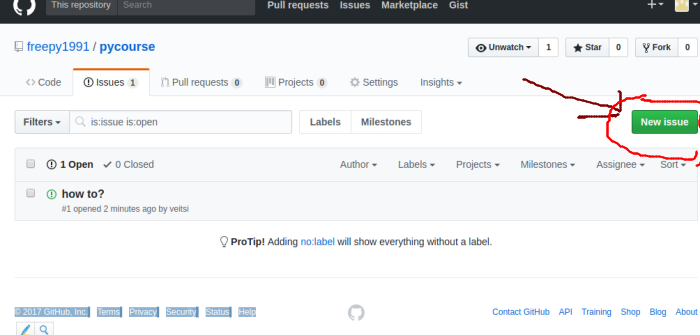 This repository Search Pull requests Issues Marketplace Gist
freepy1991 / pycourse Unwatch 1 Star 0 Fork 0
Code Issues 1 Pull requests 0 Projects 0 Settings Insights
Filters is:issue is:open Labels Milestones New issue
1 Open 0 Closed Author Labels Projects Milestones Assignee Sort
how to?
#1 opened 2 minutes ago by veitsi
ProTip! Adding no:label will show everything without a label.
© 2017 GitHub, Inc. Terms Privacy Security Status Help Contact GitHub API Training Shop Blog About